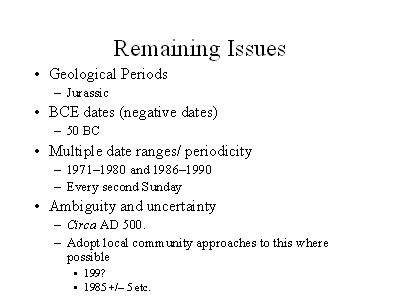 Remaining Issues
• Geological Periods
– Jurassic
• BCE dates (negative dates)
– 50 BC
• Multiple date ranges/ periodicity
– 1971–1980 and 1986–1990
– Every second Sunday
• Ambiguity and uncertainty
– Circa AD 500.
– Adopt local community approaches to this where
possible
• 199?
• 1985 +/– 5 etc.